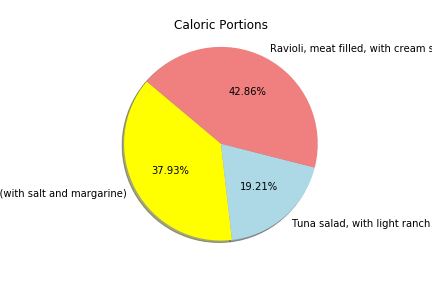 Caloric Portions
Ravioli, meat filled, with cream
42.86%
37.93%
19.21%
(with salt and margarine)
Tuna salad, with light ranch